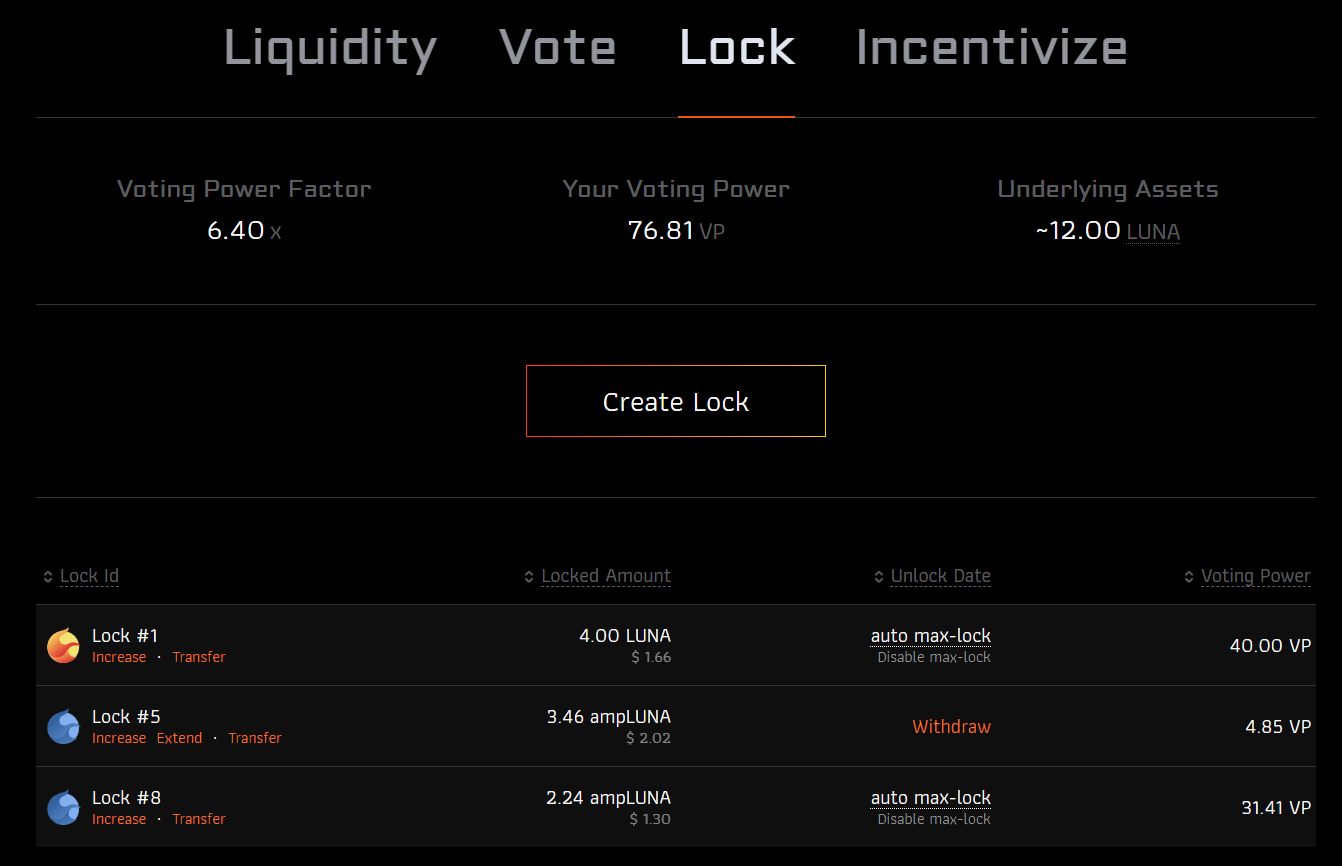 Liquidity Vote Lock Incentivize
Voting Power Factor Your Voting Power Underlying Assets
6.40 x 76.81 VP ~12.00 LUNA
Create Lock
Lock Id Locked Amount Unlock Date Voting Power
Lock #1 4.00 LUNA auto max-lock 40.00 VP
Increase · Transfer $ 1.66 Disable max-lock
Lock #5 3.46 ampLUNA Withdraw 4.85 VP
Increase Extend · Transfer $ 2.02
Lock #8 2.24 ampLUNA auto max-lock 31.41 VP
Increase · Transfer $ 1.30 Disable max-lock